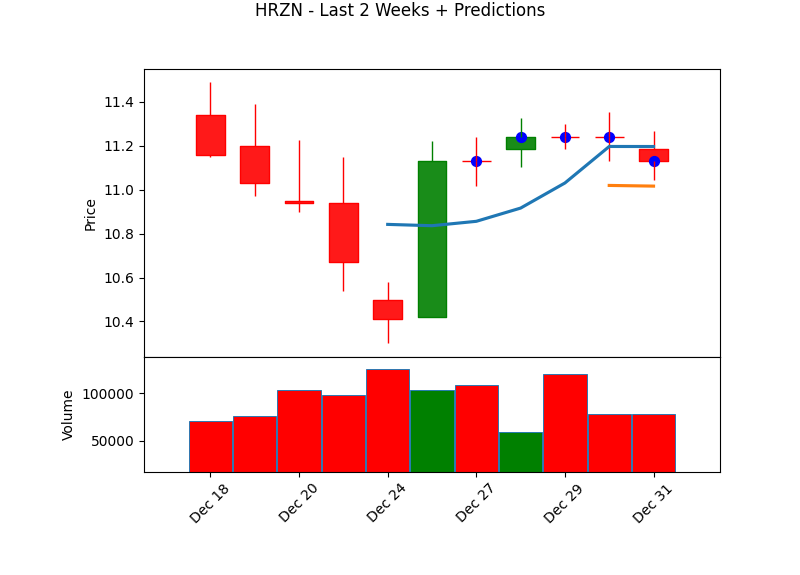 HRZN - Last 2 Weeks + Predictions
11.4
11.2
11.0
10.8
10.6
10.4
Price
100000
50000
Volume
Dec 18
Dec 20
Dec 24
Dec 27
Dec 29
Dec 31